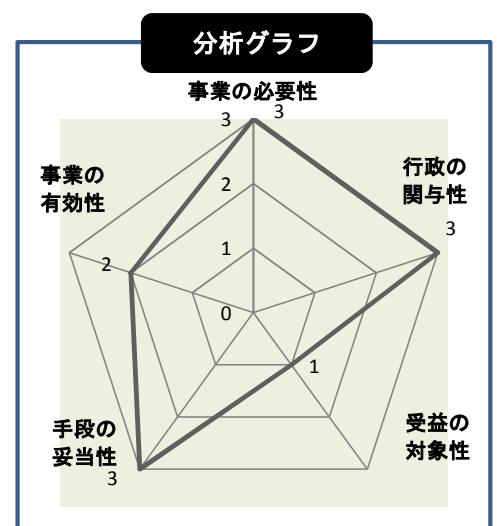 分析グラフ
事業の必要性
3
3
行政の
関与性
3
事業の
有効性
2
2
1
0
1
受益の
対象性
手段の
妥当性
3